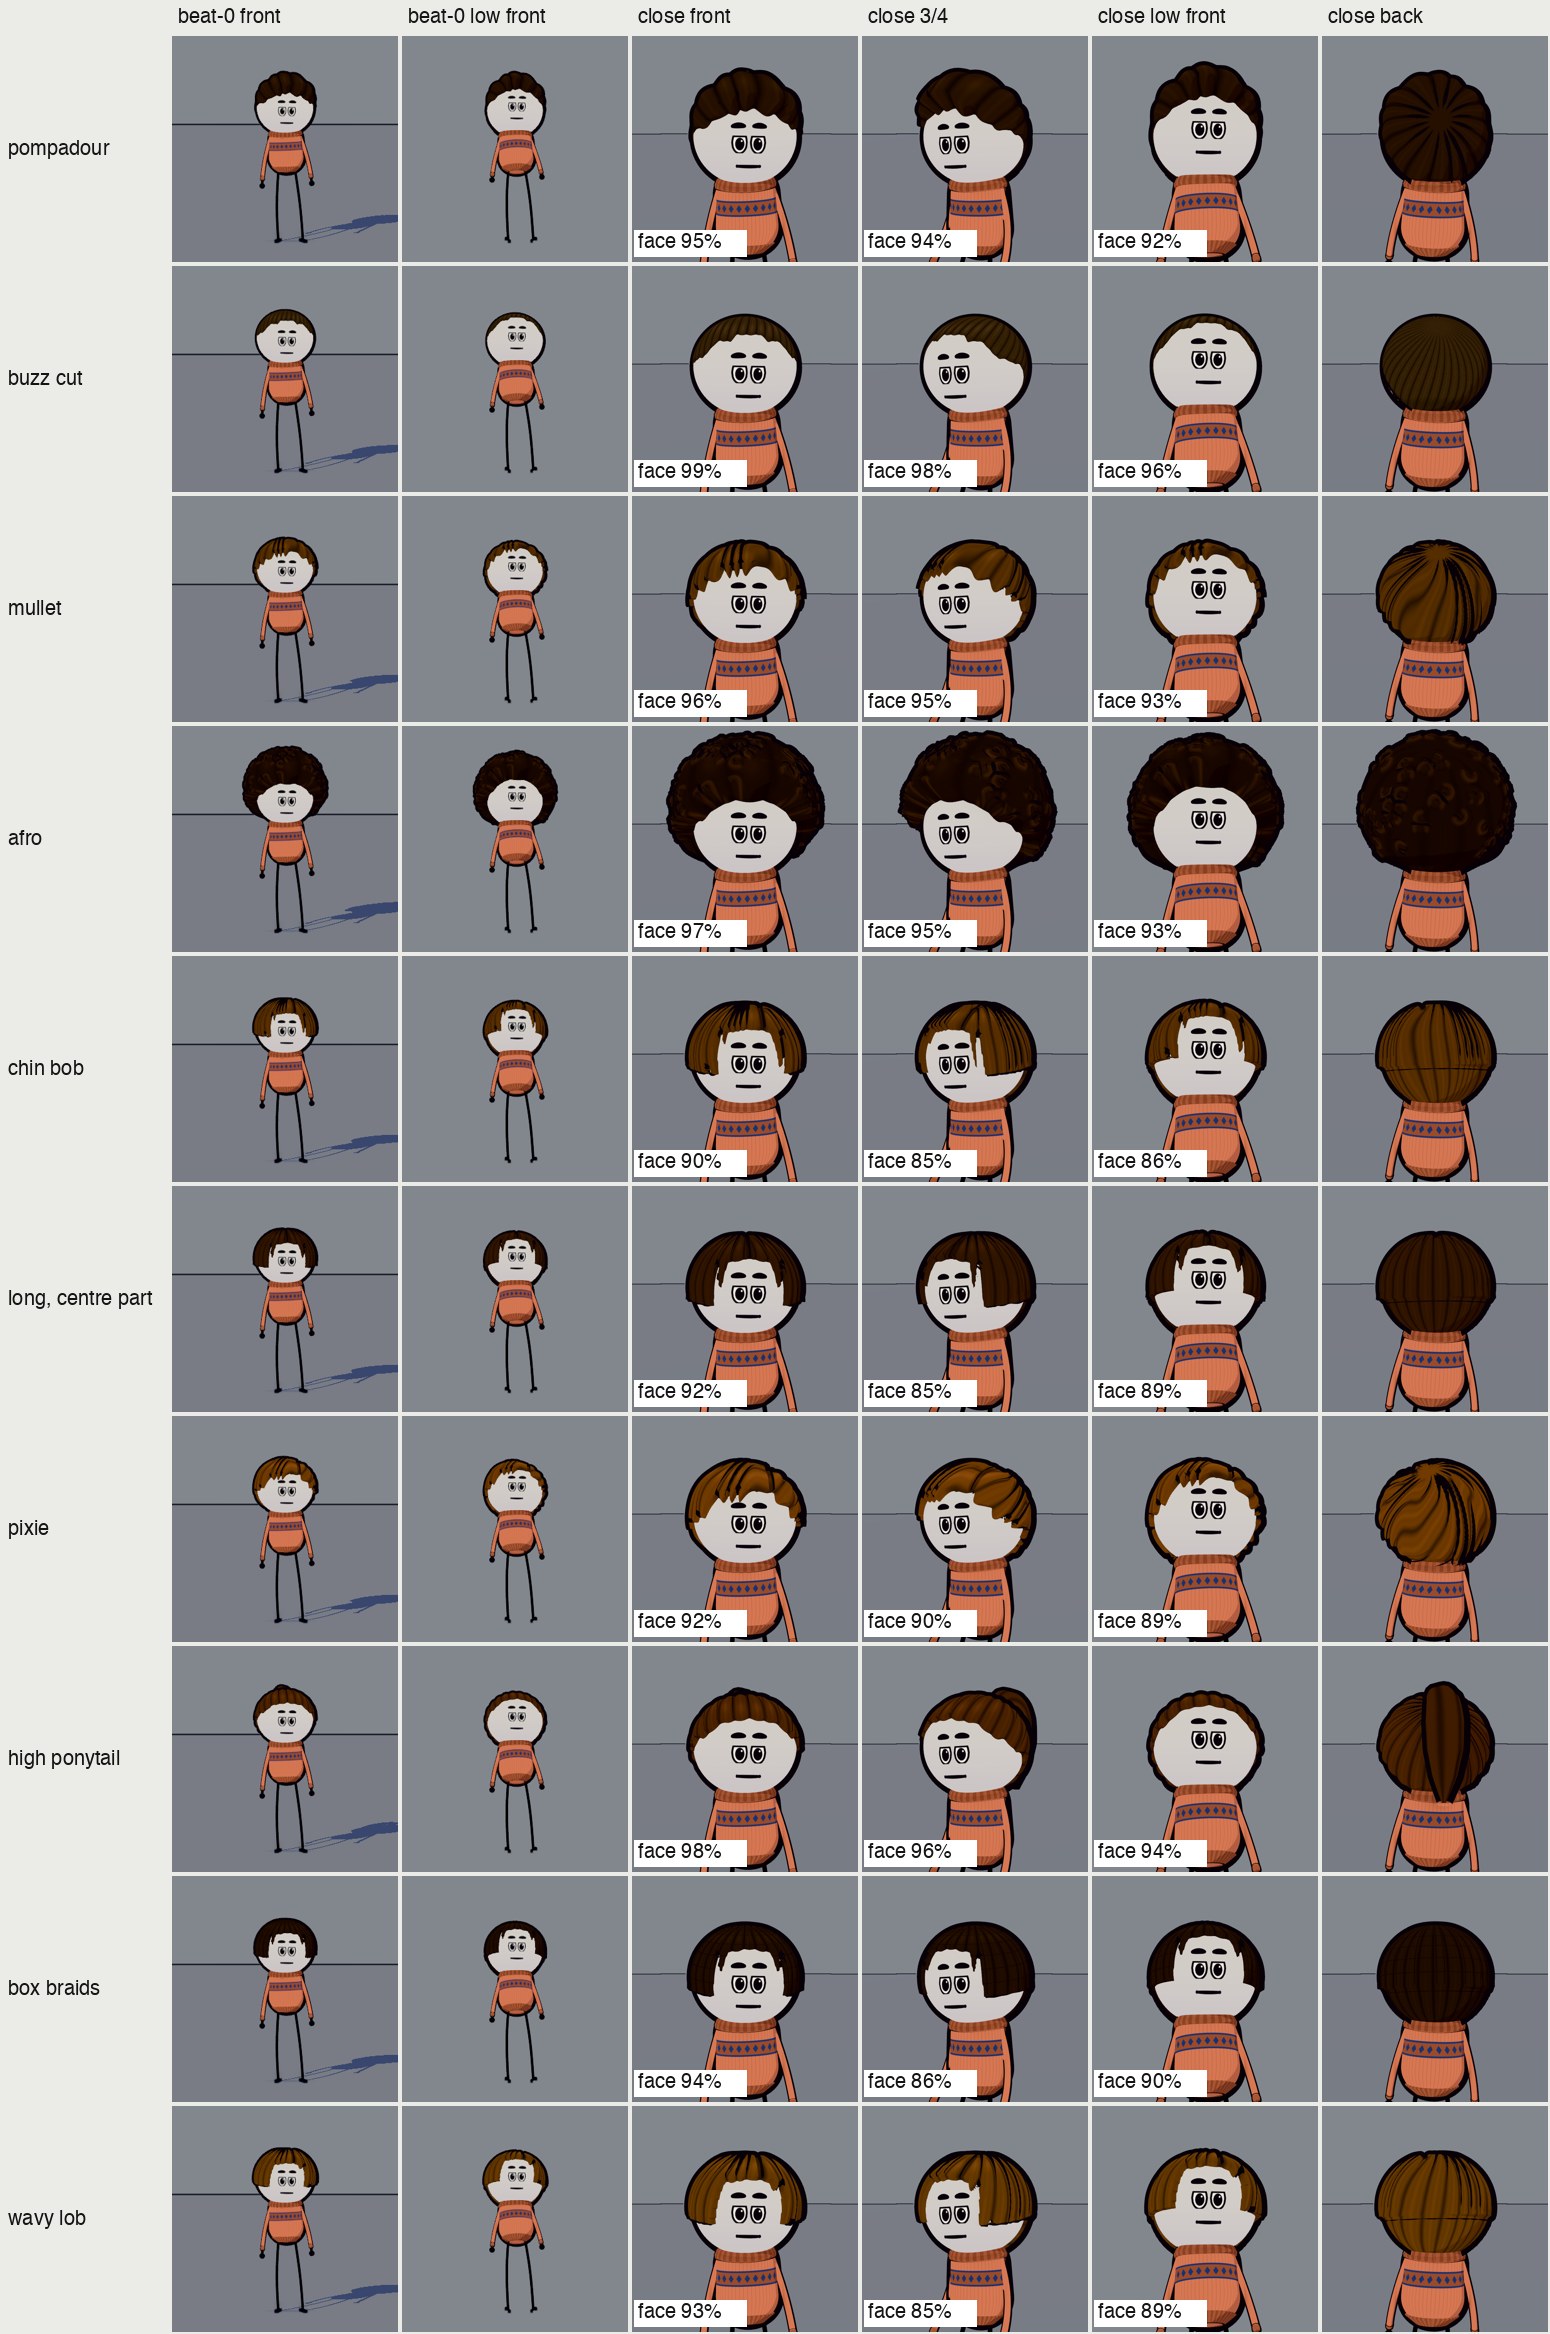 beat-0 front
beat-0 low front
close front
close 3/4
close low front
close back
pompadour
face 95%
face 94%
face 92%
buzz cut
face 99%
face 98%
face 96%
mullet
face 96%
face 95%
face 93%
afro
face 97%
face 95%
face 93%
chin bob
face 90%
face 85%
face 86%
long, centre part
face 92%
face 85%
face 89%
pixie
face 92%
face 90%
face 89%
high ponytail
face 98%
face 96%
face 94%
box braids
face 94%
face 86%
face 90%
wavy lob
face 93%
face 85%
face 89%